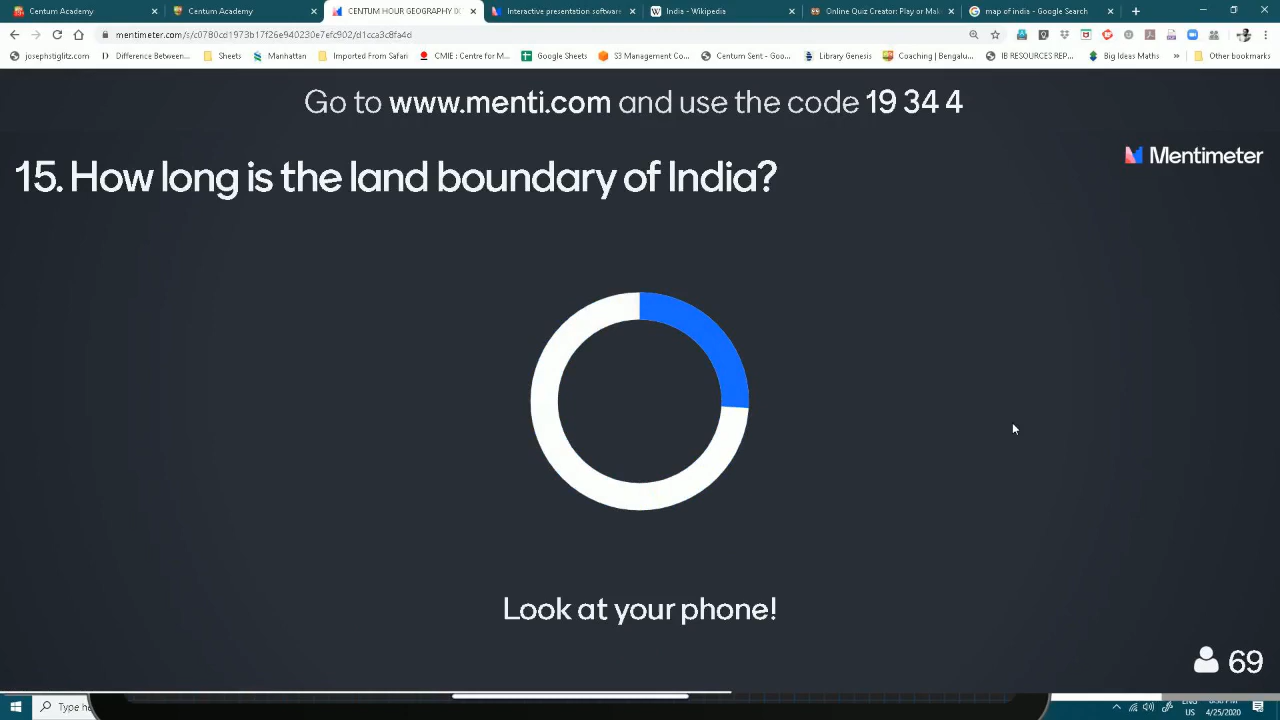 Centum Academy
Centum Academy
CENTUM HOUR GEOGRAPHY
Interactive presentation software
India - Wikipedia
Online Quiz Creator: Play or Mak
map of india - Google Search
mentimeter.com/s/c0780cd1973b17f26e940230e7efc902/d1cca3c8fa4d
josephstiglitz.com
Difference Between...
Sheets
Manhattan
Imported From Safari
CMIE : Centre for M...
Google Sheets
S3 Management Co...
Centum Sent - Goo...
Library Genesis
Coaching | Bengalu...
IB RESOURCES REP...
Big Ideas Maths
»
Other bookmarks
Go to www.menti.com and use the code 19 34 4
Mentimeter
15. How long is the land boundary of India?
Look at your phone!
69
Type he
ENG
US
4/25/2020